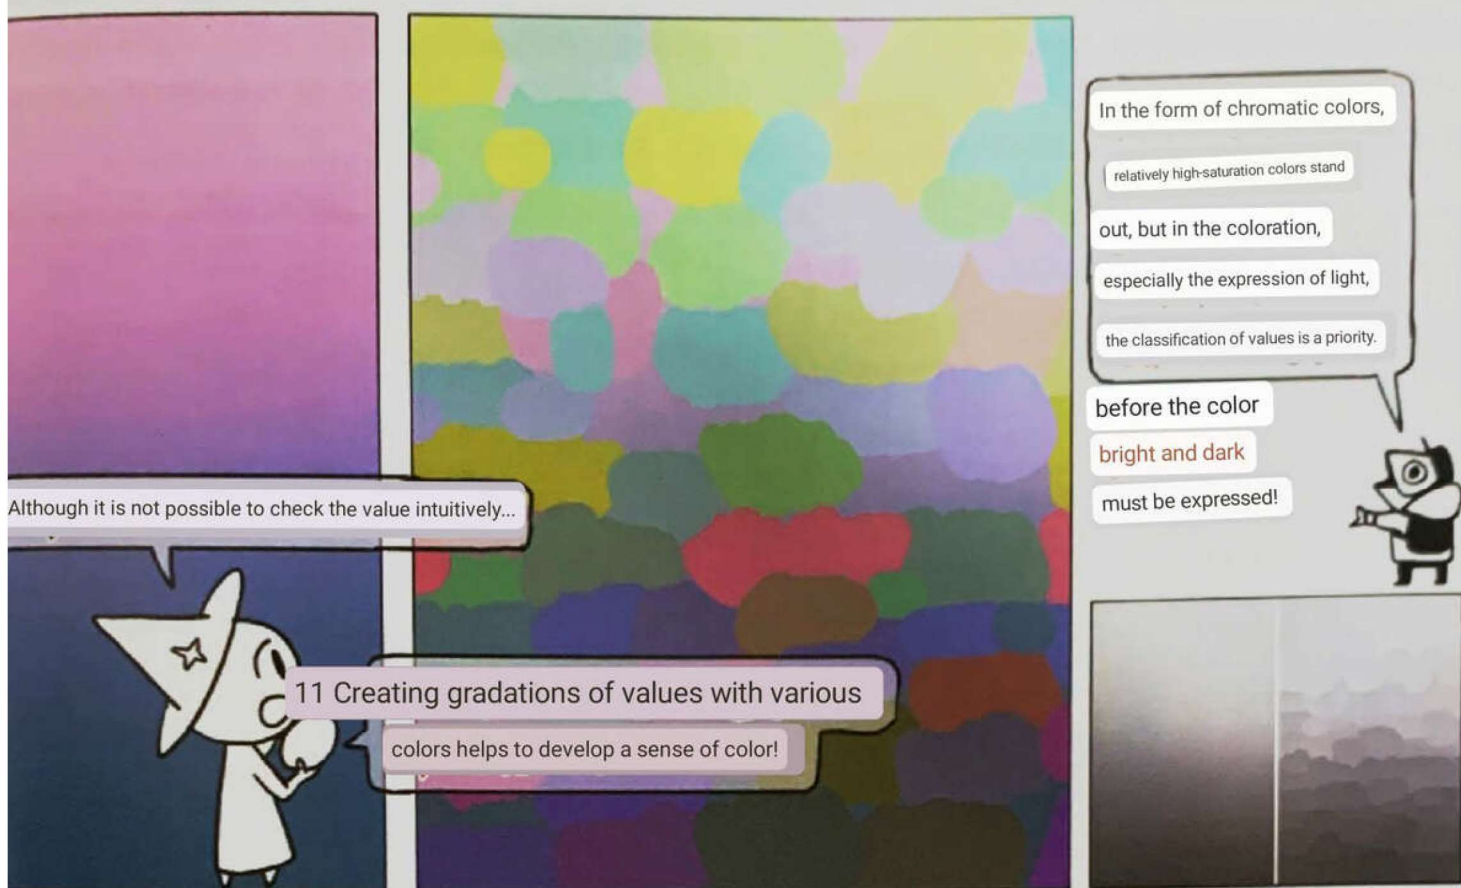 In the form of chromatic colors,
relatively high-saturation colors stand
out, but in the coloration,
especially the expression of light,
the classification of values is a priority.
before the color
bright and dark
must be expressed!
Although it is not possible to check the value intuitively...
11 Creating gradations of values with various
colors helps to develop a sense of color!